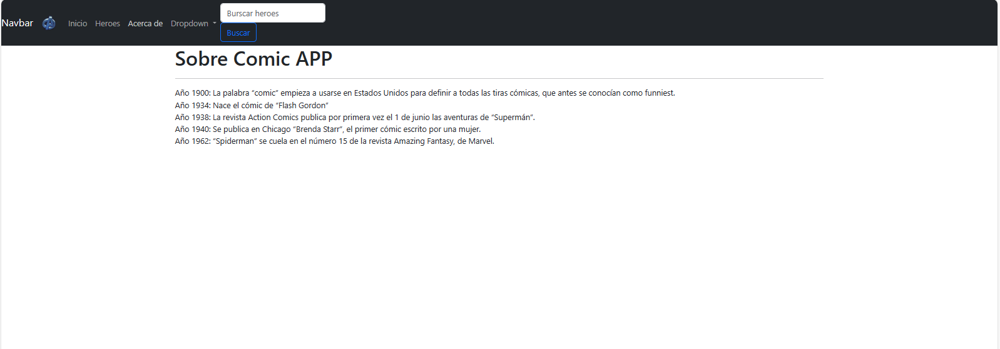 Navbar Inicio Heroes Acerca de Dropdown
Burscar heroes
Buscar
Sobre Comic APP
Año 1900: La palabra “comic” empieza a usarse en Estados Unidos para definir a todas las tiras cómicas, que antes se conocían como funniest.
Año 1934: Nace el cómic de “Flash Gordon”
Año 1938: La revista Action Comics publica por primera vez el 1 de junio las aventuras de “Supermán”.
Año 1940: Se publica en Chicago “Brenda Starr”, el primer cómic escrito por una mujer.
Año 1962: “Spiderman” se cuela en el número 15 de la revista Amazing Fantasy, de Marvel.